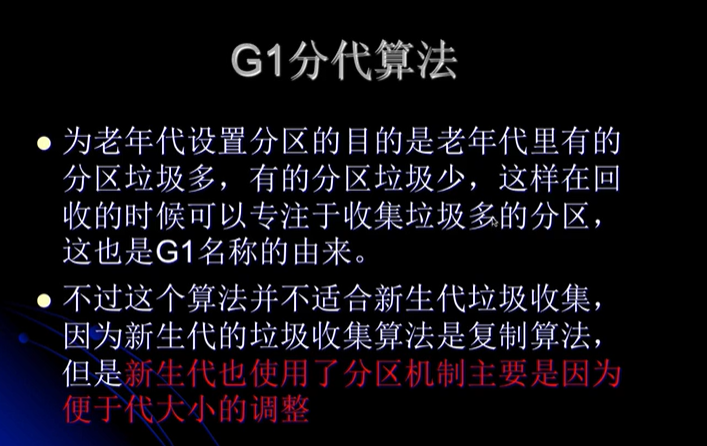 G1分代算法
为老年代设置分区的目的是老年代里有的
分区垃圾多，有的分区垃圾少，这样在回
收的时候可以专注于收集垃圾多的分区，
这也是G1名称的由来。
不过这个算法并不适合新生代垃圾收集，
因为新生代的垃圾收集算法是复制算法，
但是新生代也使用了分区机制主要是因为
便于代大小的调整